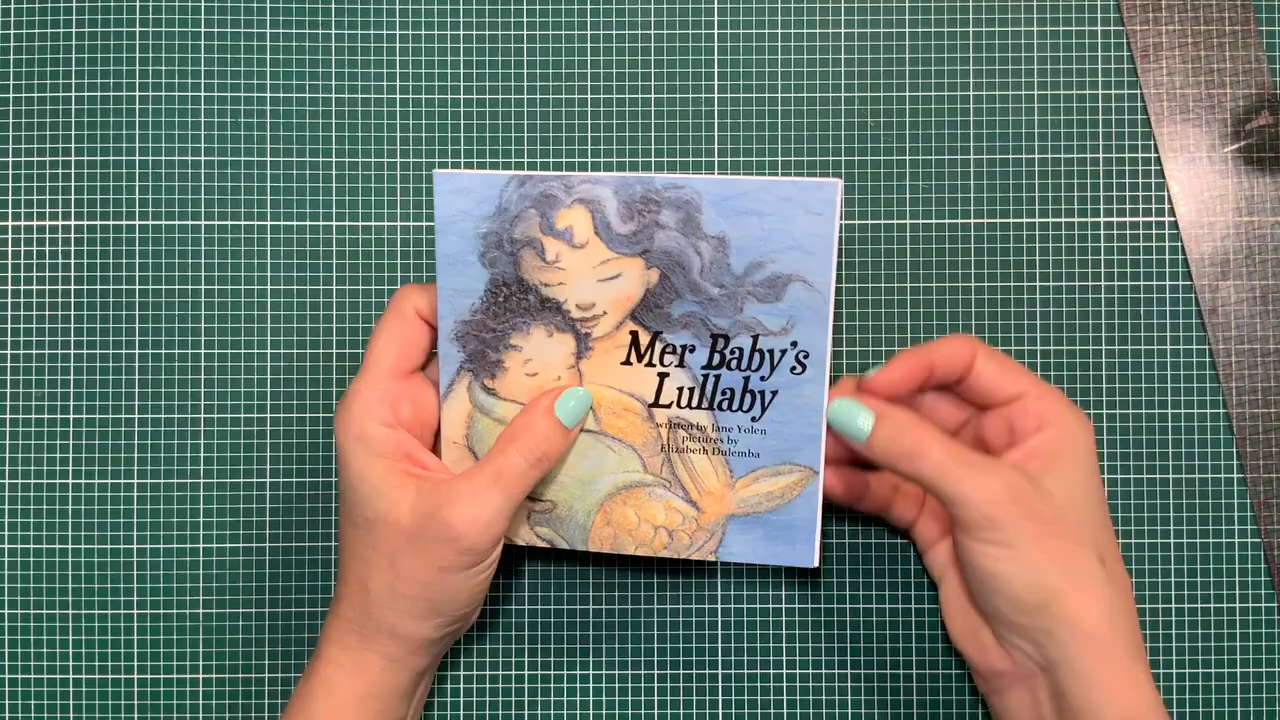 Mer Baby's
Lullaby
written by Jane Yolen
pictures by
Elizabeth Dulemba